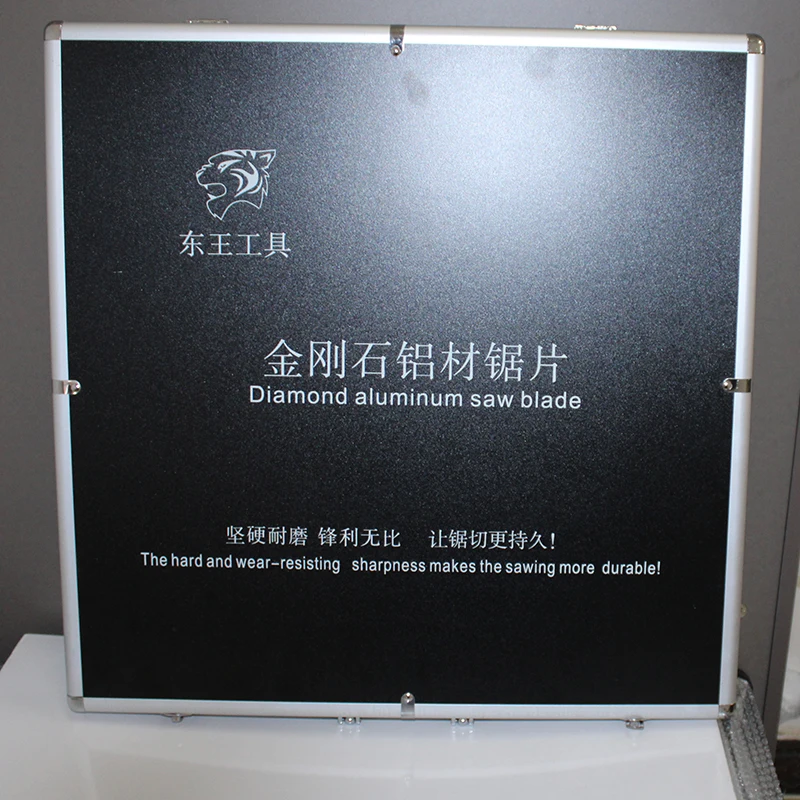 东王工具
金刚石铝材锯片
Diamond aluminum saw blade
坚硬耐磨 锋利无比 让锯切更持久!
The hard and wear-resisting sharpness makes the sawing more durable!